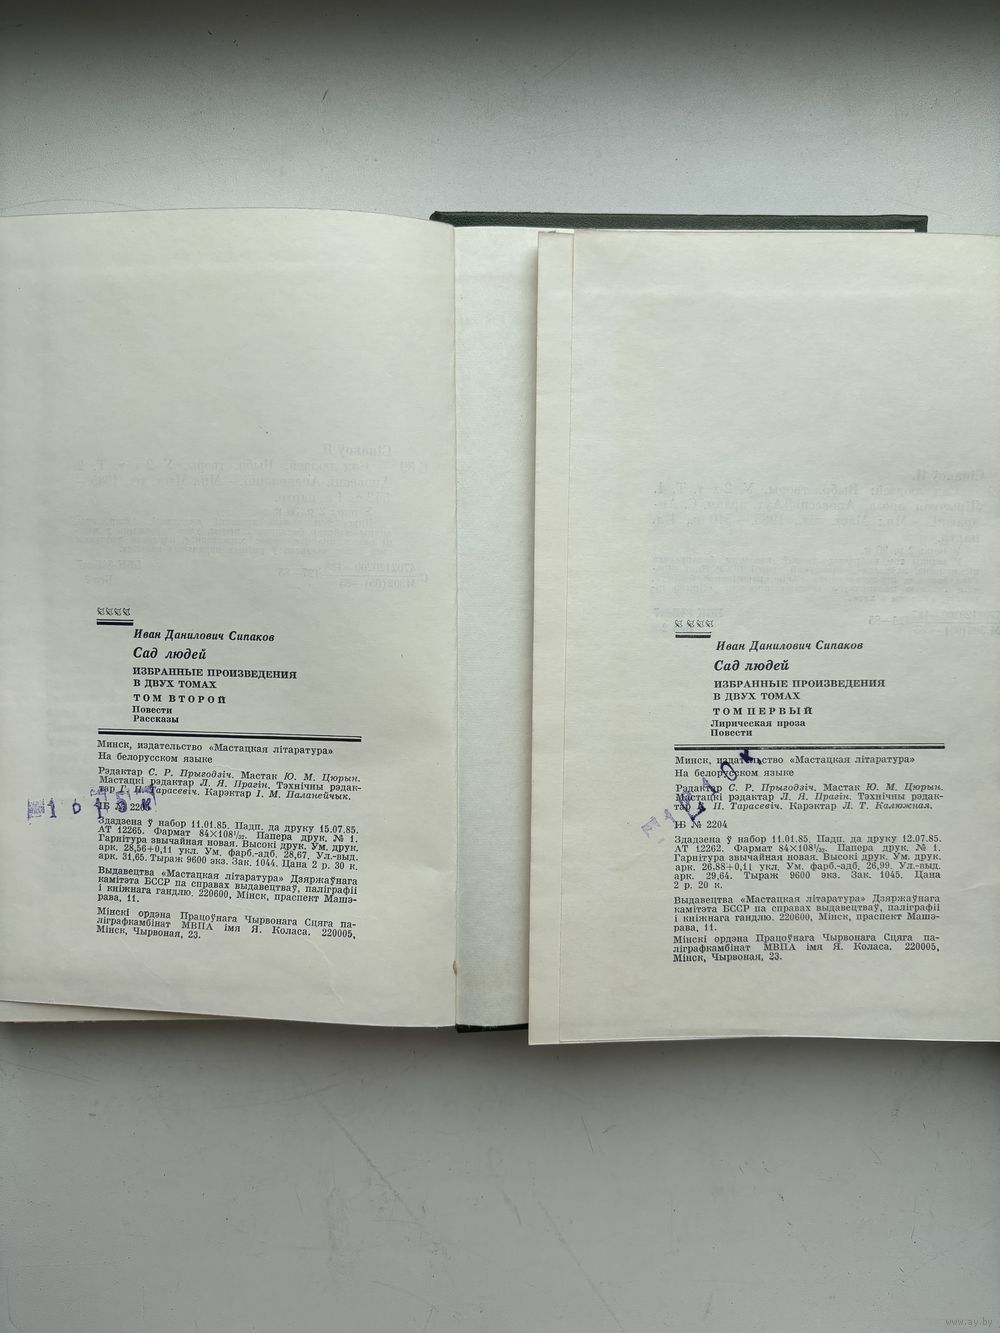 Иван Данилович Сипаков
Сад людей
ИЗБРАННЫЕ ПРОИЗВЕДЕНИЯ
В ДВУХ ТОМАХ
ТОМ ВТОРОЙ
Повести
Рассказы
Минск, издательство «Мастацкая літаратура»
На белорусском языке
Рэдактар С. Р. Прыгодзіч. Мастак Ю. М. Цюрын.
Мастацкі рэдактар Л. Я. Прагін. Тэхнічны рэдак-
тар Г. П. Тарасевіч. Карэктар І. М. Паланейчык.
ІБ №
Здадзена ў набор 11.01.85. Падп. да друку 15.07.85.
АТ 12265. Фармат 84×108¹/₃₂. Папера друк. № 1.
Гарнітура звычайная новая. Высокі друк. Ум. друк.
арк. 28,56+0,11 укл. Ум. фарб.-адб. 28,67. Ул.-выд.
арк. 31,65. Тыраж 9600 экз. Зак. 1044. Цана 2 р. 30 к.
Выдавецтва «Мастацкая літаратура» Дзяржаўнага
камітэта БССР па справах выдавецтваў, паліграфіі
і кніжнага гандлю. 220600, Мінск, праспект Машэ-
рава, 11.
Мінскі ордэна Працоўнага Чырвонага Сцяга па-
ліграфкамбінат МВПА імя Я. Коласа. 220005,
Мінск, Чырвоная, 23.
Иван Данилович Сипаков
Сад людей
ИЗБРАННЫЕ ПРОИЗВЕДЕНИЯ
В ДВУХ ТОМАХ
ТОМ ПЕРВЫЙ
Лирическая проза
Повести
Минск, издательство «Мастацкая літаратура»
На белорусском языке
Рэдактар С. Р. Прыгодзіч. Мастак Ю. М. Цюрын.
Мастацкі рэдактар Л. Я. Прагін. Тэхнічны рэдак-
тар Г. П. Тарасевіч. Карэктар Л. Т. Калюжная.
ІБ № 2204
Здадзена ў набор 11.01.85. Падп. да друку 12.07.85.
АТ 12262. Фармат 84×108¹/₃₂. Папера друк. № 1.
Гарнітура звычайная новая. Высокі друк. Ум. друк.
арк. 26,88+0,11 укл. Ум. фарб.-адб. 26,99. Ул.-выд.
арк. 29,64. Тыраж 9600 экз. Зак. 1045. Цана
2 р. 20 к.
Выдавецтва «Мастацкая літаратура» Дзяржаўнага
камітэта БССР па справах выдавецтваў, паліграфіі
і кніжнага гандлю. 220600, Мінск, праспект Машэ-
рава, 11.
Мінскі ордэна Працоўнага Чырвонага Сцяга па-
ліграфкамбінат МВПА імя Я. Коласа. 220005,
Мінск, Чырвоная, 23.
www.ay.by